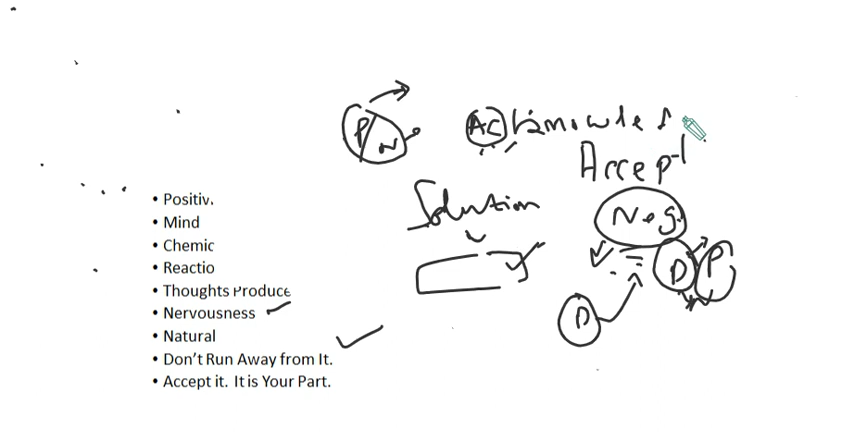 P/N
Accept
Solution
Neg.
D
P
D
• Positiv.
• Mind
• Chemic
• Reactio
• Thoughts Produce
• Nervousness
• Natural
• Don't Run Away from It.
• Accept it. It is Your Part.